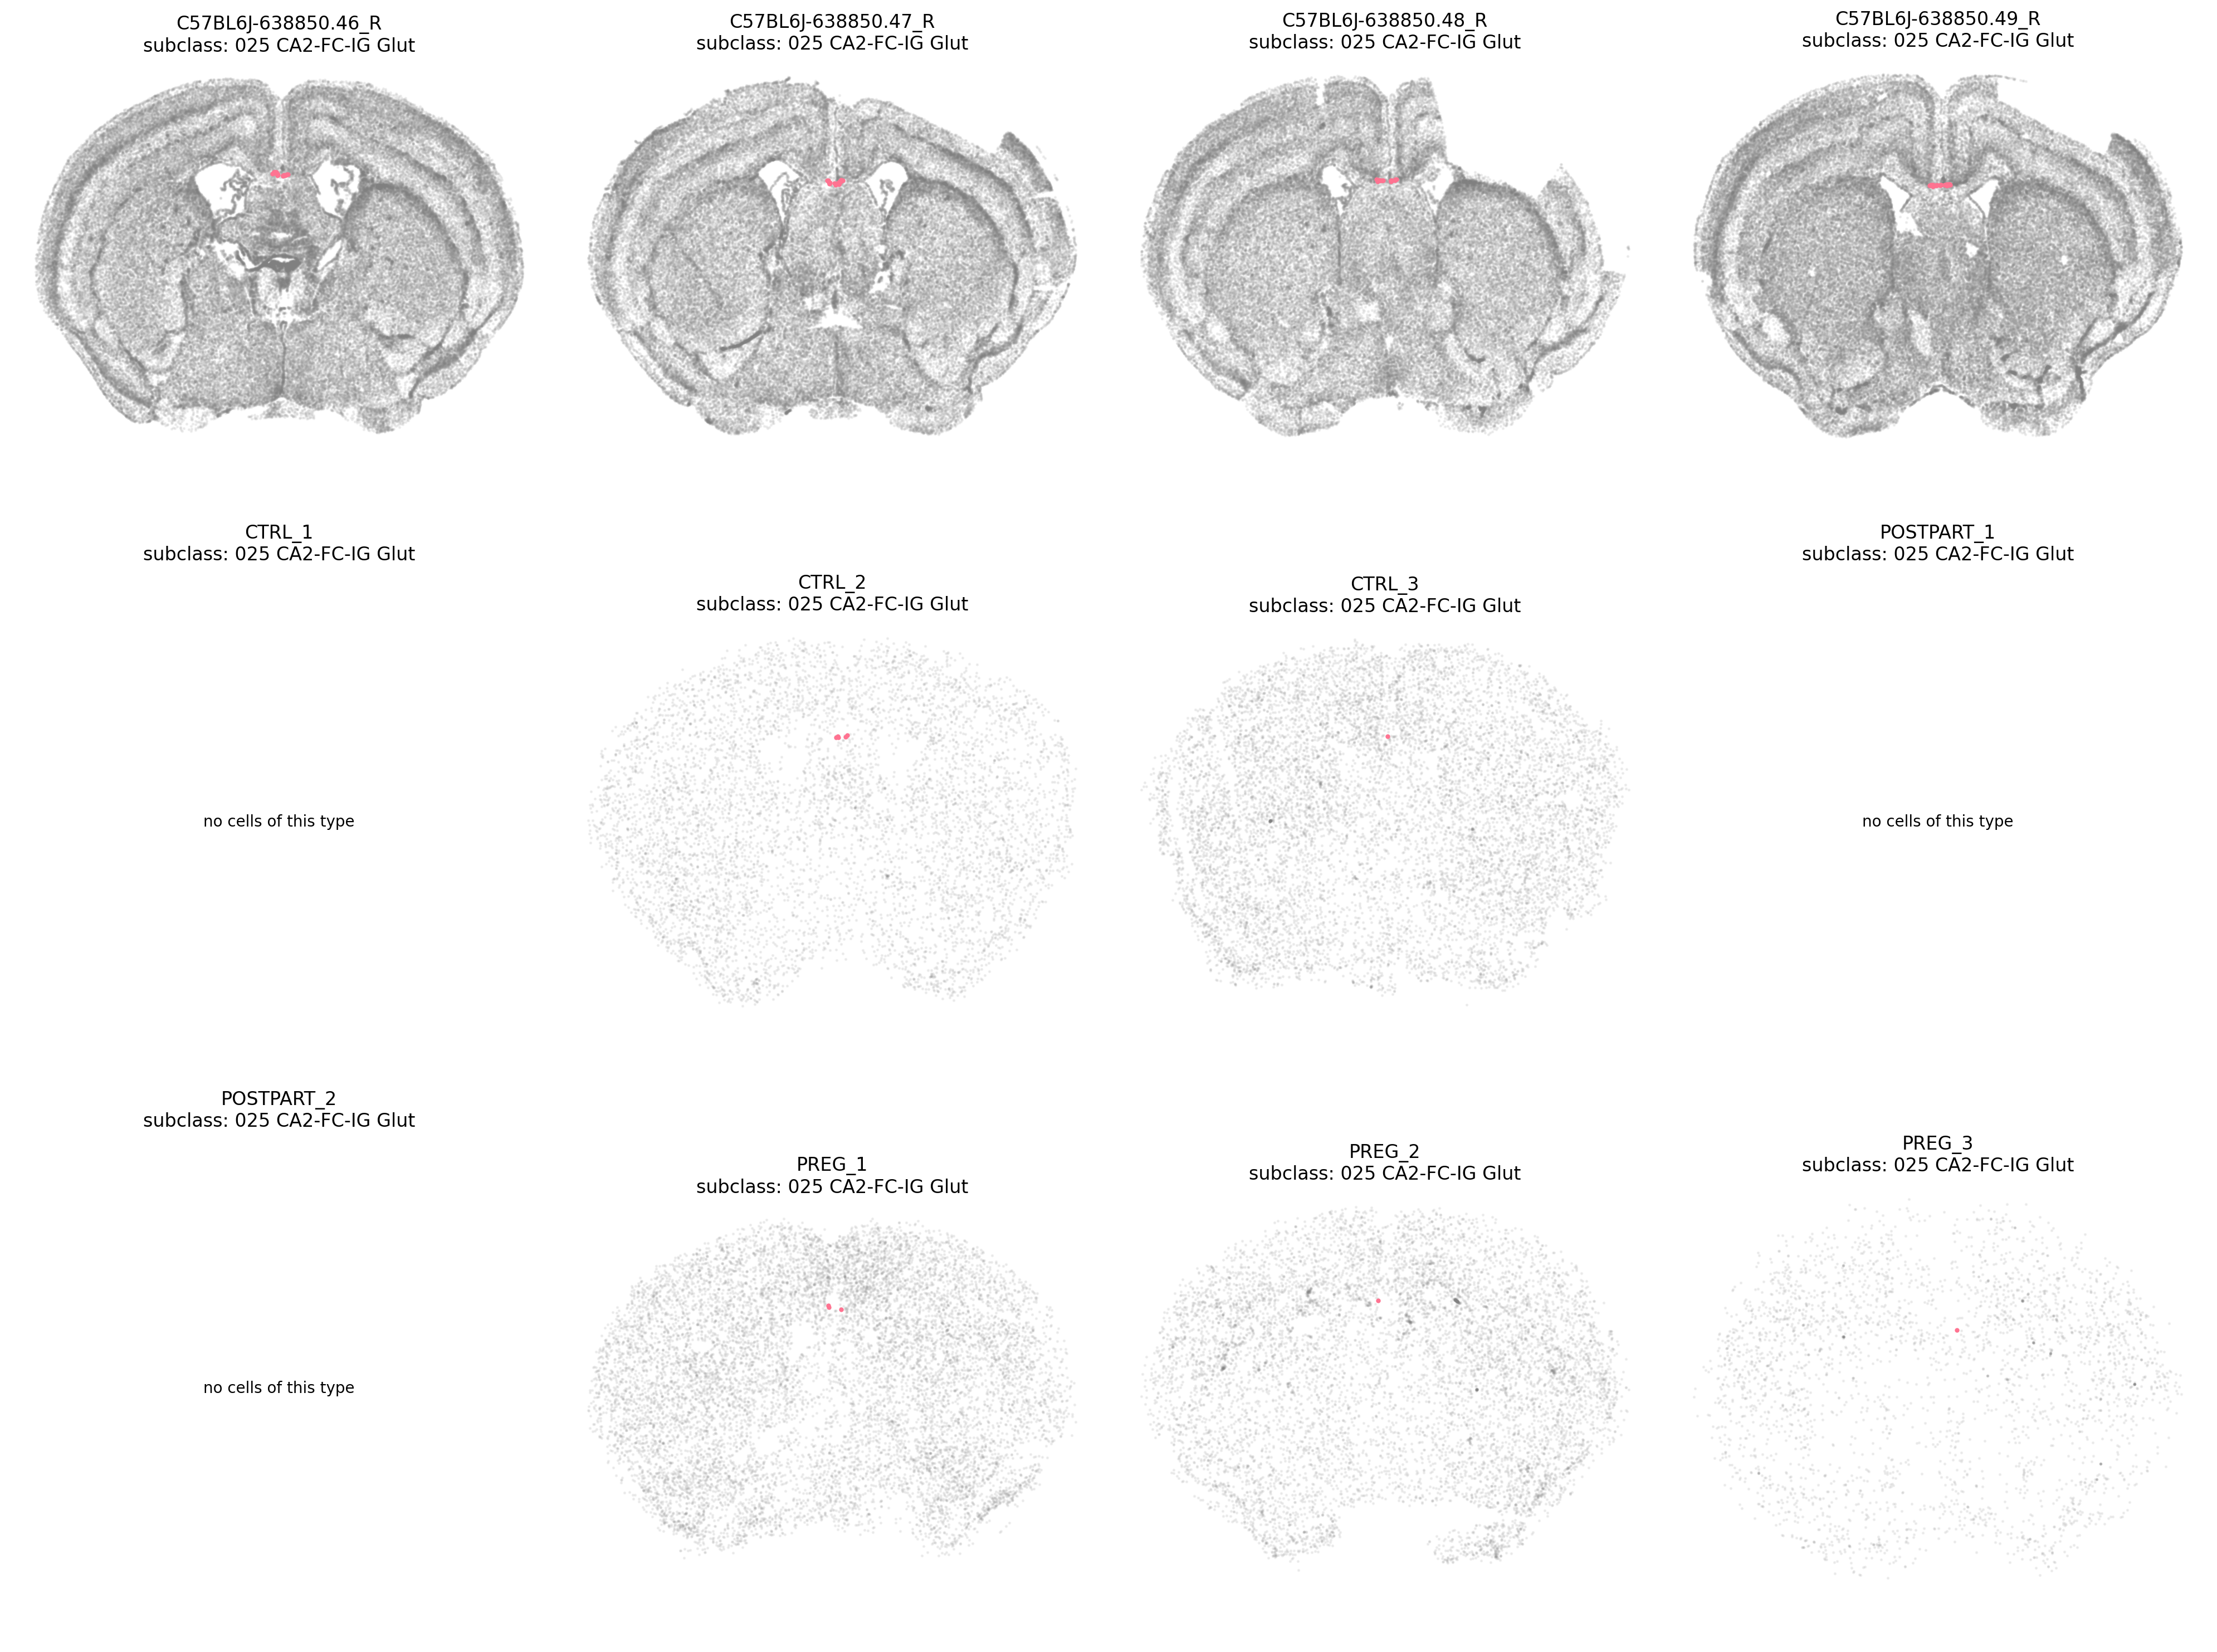 C57BL6J-638850.46_R
subclass: 025 CA2-FC-IG Glut
C57BL6J-638850.47_R
subclass: 025 CA2-FC-IG Glut
C57BL6J-638850.48_R
subclass: 025 CA2-FC-IG Glut
C57BL6J-638850.49_R
subclass: 025 CA2-FC-IG Glut
CTRL_1
subclass: 025 CA2-FC-IG Glut
no cells of this type
CTRL_2
subclass: 025 CA2-FC-IG Glut
CTRL_3
subclass: 025 CA2-FC-IG Glut
POSTPART_1
subclass: 025 CA2-FC-IG Glut
no cells of this type
POSTPART_2
subclass: 025 CA2-FC-IG Glut
no cells of this type
PREG_1
subclass: 025 CA2-FC-IG Glut
PREG_2
subclass: 025 CA2-FC-IG Glut
PREG_3
subclass: 025 CA2-FC-IG Glut